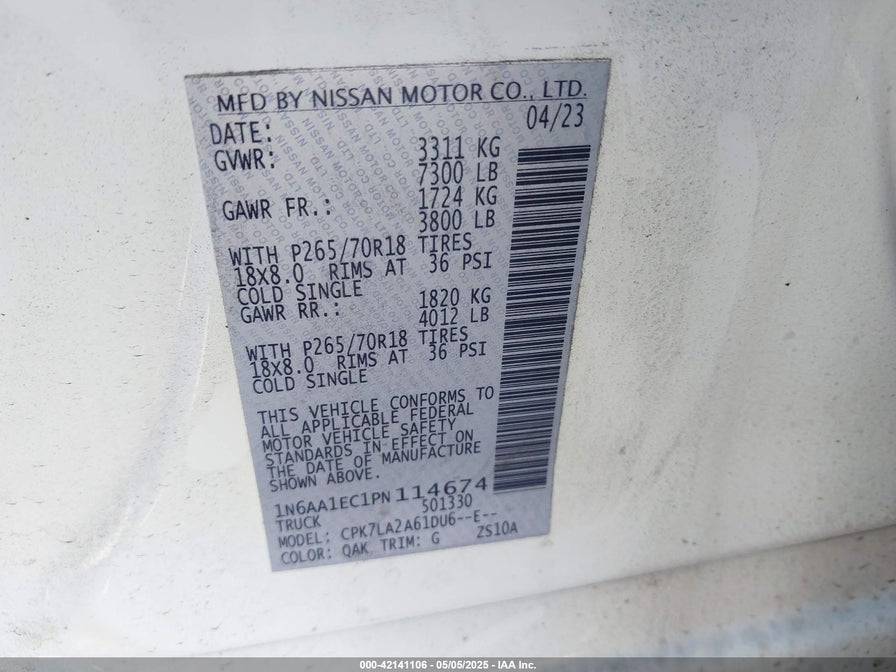 MFD BY NISSAN MOTOR CO., LTD.
DATE: 04/23
GVWR: 3311 KG
7300 LB
GAWR FR.: 1724 KG
3800 LB
WITH P265/70R18 TIRES
18X8.0 RIMS AT 36 PSI
COLD SINGLE
GAWR RR.: 1820 KG
4012 LB
WITH P265/70R18 TIRES
18X8.0 RIMS AT 36 PSI
COLD SINGLE
THIS VEHICLE CONFORMS TO
ALL APPLICABLE FEDERAL
MOTOR VEHICLE SAFETY
STANDARDS IN EFFECT ON
THE DATE OF MANUFACTURE
SHOWN ABOVE.
1N6AA1EC1PN114674
TRUCK 501330
MODEL: CPK7LA2A61DU6--E--
COLOR: QAK TRIM: G ZS10A
000-42141106 - 05/05/2025 - IAA Inc.